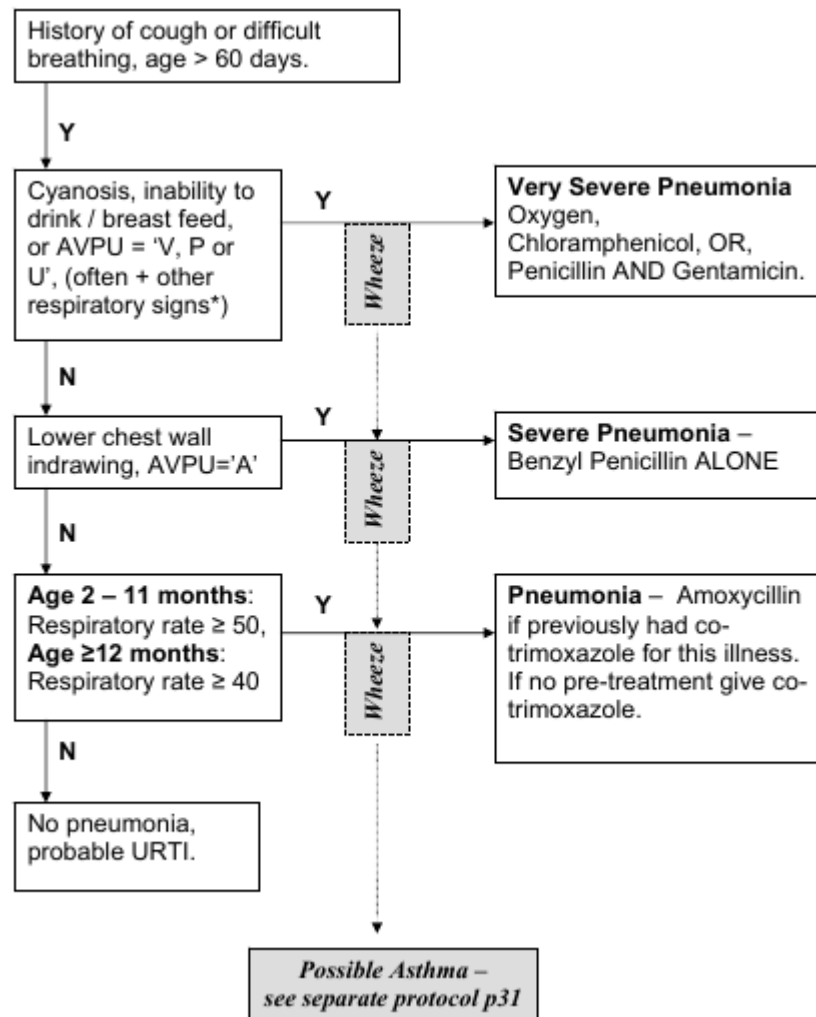 History of cough or difficult
breathing, age > 60 days.
Y
Cyanosis, inability to
drink / breast feed,
or AVPU = ‘V, P or
U’, (often + other
respiratory signs*)
Y
Wheeze
Very Severe Pneumonia
Oxygen,
Chloramphenicol, OR,
Penicillin AND Gentamicin.
N
Lower chest wall
indrawing, AVPU=’A’
Y
Wheeze
Severe Pneumonia –
Benzyl Penicillin ALONE
N
Age 2 – 11 months:
Respiratory rate ≥ 50,
Age ≥12 months:
Respiratory rate ≥ 40
Y
Wheeze
Pneumonia – Amoxycillin
if previously had co-
trimoxazole for this illness.
If no pre-treatment give co-
trimoxazole.
N
No pneumonia,
probable URTI.
Possible Asthma –
see separate protocol p31